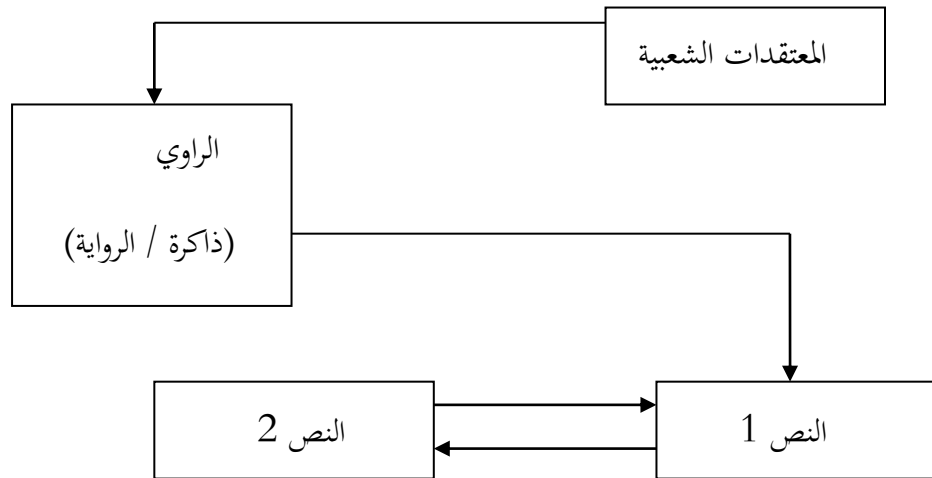 المعتقدات الشعبية
الراوي
(ذاكرة / الرواية)
النص 1
النص 2